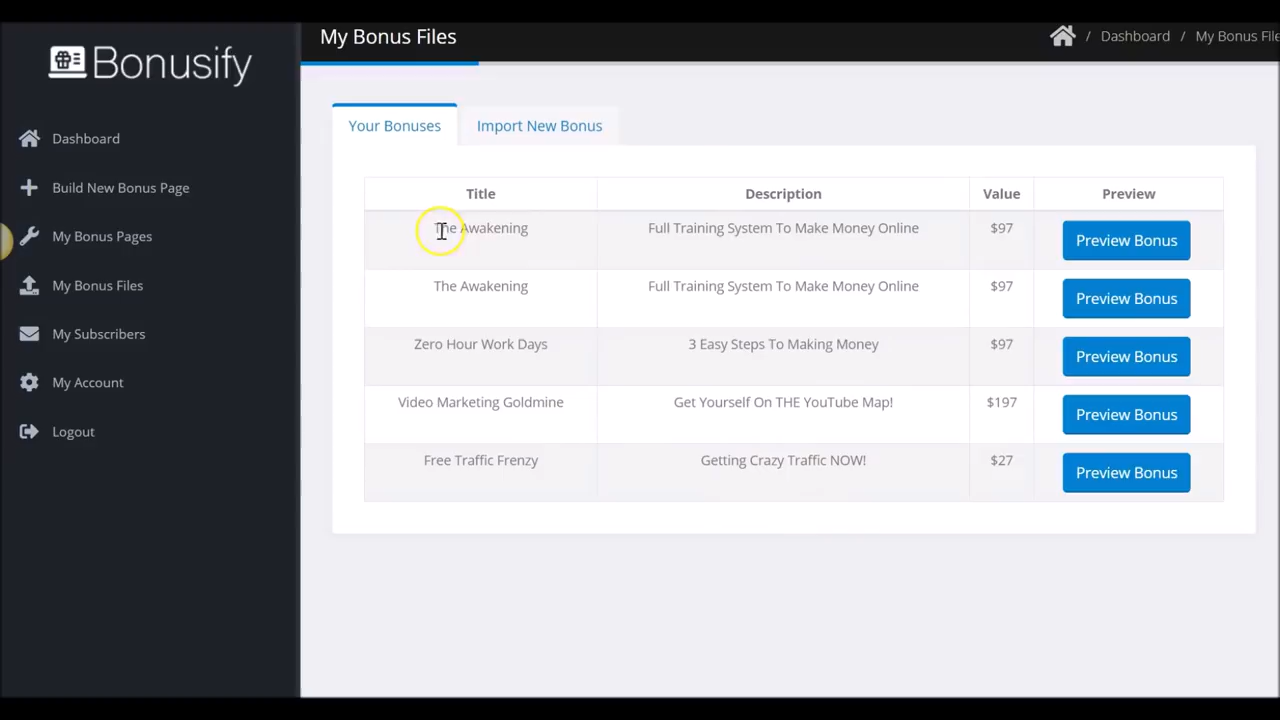 Bonusify
My Bonus Files
/ Dashboard / My Bonus File
Dashboard
Build New Bonus Page
My Bonus Pages
My Bonus Files
My Subscribers
My Account
Logout
Your Bonuses Import New Bonus
Title Description Value Preview
The Awakening Full Training System To Make Money Online $97 Preview Bonus
The Awakening Full Training System To Make Money Online $97 Preview Bonus
Zero Hour Work Days 3 Easy Steps To Making Money $97 Preview Bonus
Video Marketing Goldmine Get Yourself On THE YouTube Map! $197 Preview Bonus
Free Traffic Frenzy Getting Crazy Traffic NOW! $27 Preview Bonus